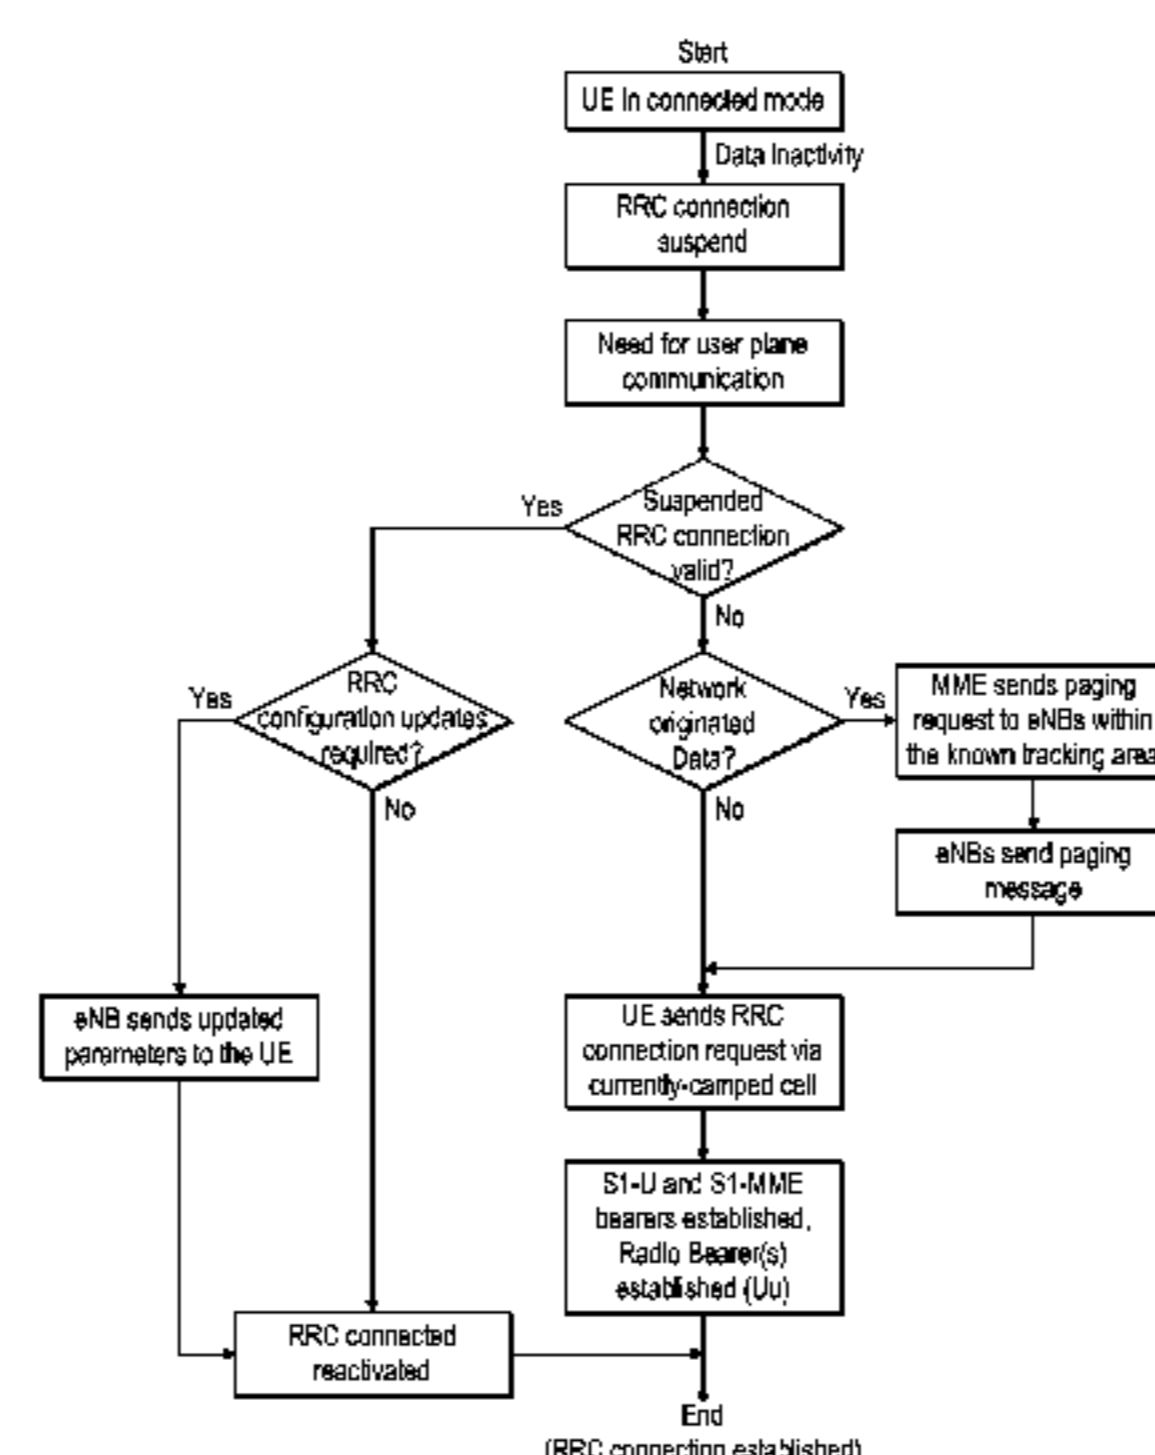 Start
UE in connected mode
Data Inactivity
RRC connection
suspend
Need for user plane
communication
Suspended
RRC connection
valid?
Yes
No
RRC
configuration updates
required?
Yes
No
Network
originated
Data?
Yes
No
MME sends paging
request to eNBs within
the known tracking area
eNBs send paging
message
eNB sends updated
parameters to the UE
UE sends RRC
connection request via
currently-camped cell
S1-U and S1-MME
bearers established,
Radio Bearer(s)
established (Uu)
RRC connected
reactivated
End
(RRC connection established)